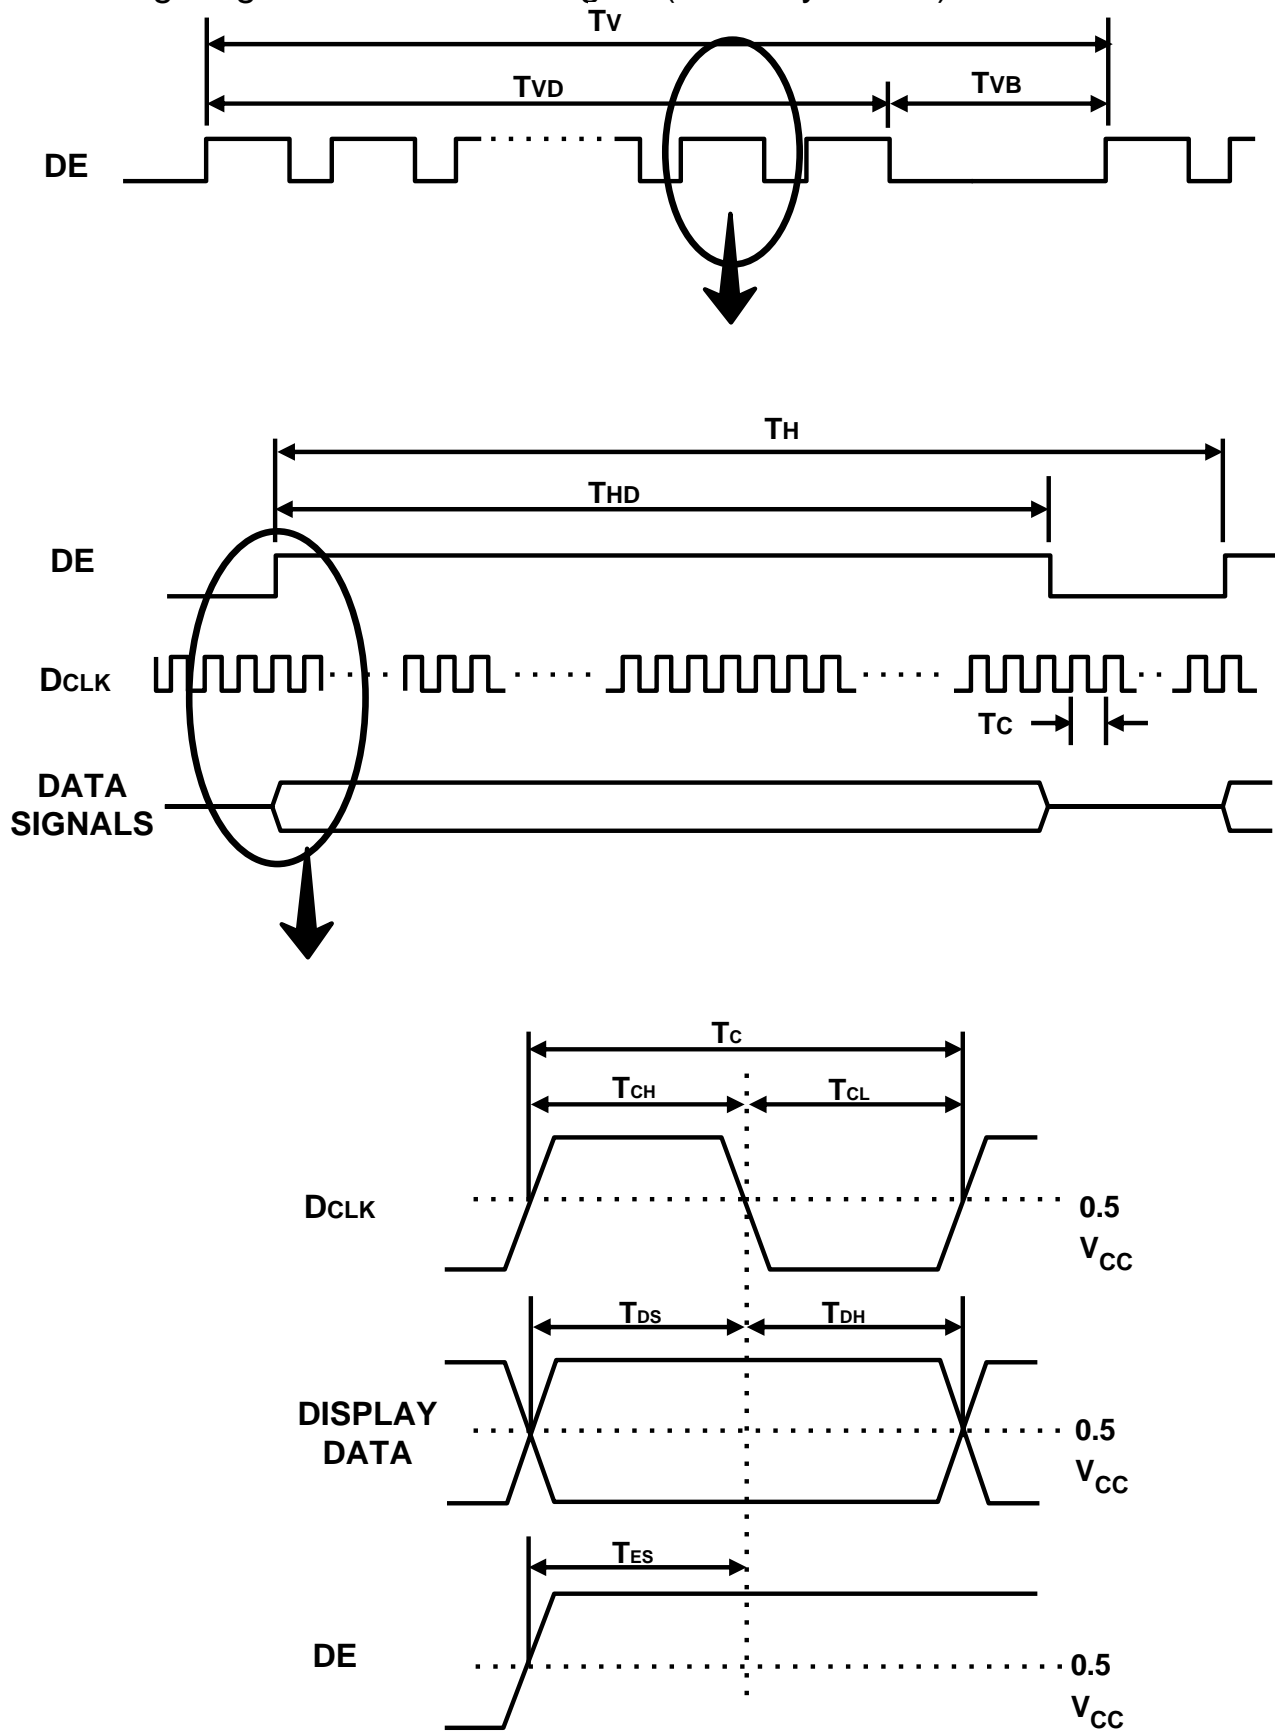 TV
TVD
TVB
DE
TH
THD
DE
DCLK
TC
DATA
SIGNALS
TC
TCH
TCL
DCLK
0.5
VCC
TDS
TDH
DISPLAY
DATA
0.5
VCC
TES
DE
0.5
VCC